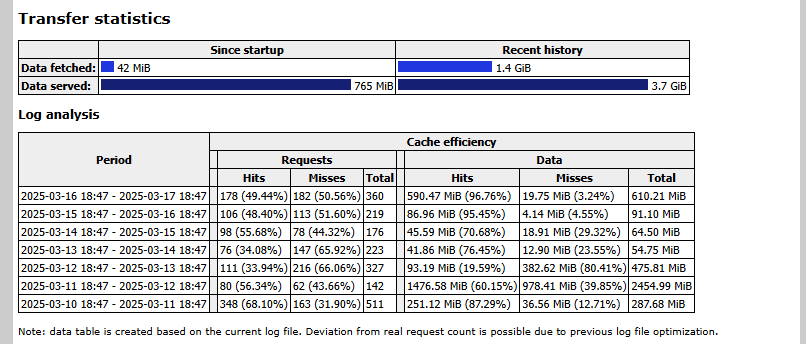 Transfer statistics
Since startup Recent history
Data fetched: 42 MiB 1.4 GiB
Data served: 765 MiB 3.7 GiB
Log analysis
Period Cache efficiency
Requests Data
Hits Misses Total Hits Misses Total
2025-03-16 18:47 - 2025-03-17 18:47 178 (49.44%) 182 (50.56%) 360 590.47 MiB (96.76%) 19.75 MiB (3.24%) 610.21 MiB
2025-03-15 18:47 - 2025-03-16 18:47 106 (48.40%) 113 (51.60%) 219 86.96 MiB (95.45%) 4.14 MiB (4.55%) 91.10 MiB
2025-03-14 18:47 - 2025-03-15 18:47 98 (55.68%) 78 (44.32%) 176 45.59 MiB (70.68%) 18.91 MiB (29.32%) 64.50 MiB
2025-03-13 18:47 - 2025-03-14 18:47 76 (34.08%) 147 (65.92%) 223 41.86 MiB (76.45%) 12.90 MiB (23.55%) 54.75 MiB
2025-03-12 18:47 - 2025-03-13 18:47 111 (33.94%) 216 (66.06%) 327 93.19 MiB (19.59%) 382.62 MiB (80.41%) 475.81 MiB
2025-03-11 18:47 - 2025-03-12 18:47 80 (56.34%) 62 (43.66%) 142 1476.58 MiB (60.15%) 978.41 MiB (39.85%) 2454.99 MiB
2025-03-10 18:47 - 2025-03-11 18:47 348 (68.10%) 163 (31.90%) 511 251.12 MiB (87.29%) 36.56 MiB (12.71%) 287.68 MiB
Note: data table is created based on the current log file. Deviation from real request count is possible due to previous log file optimization.